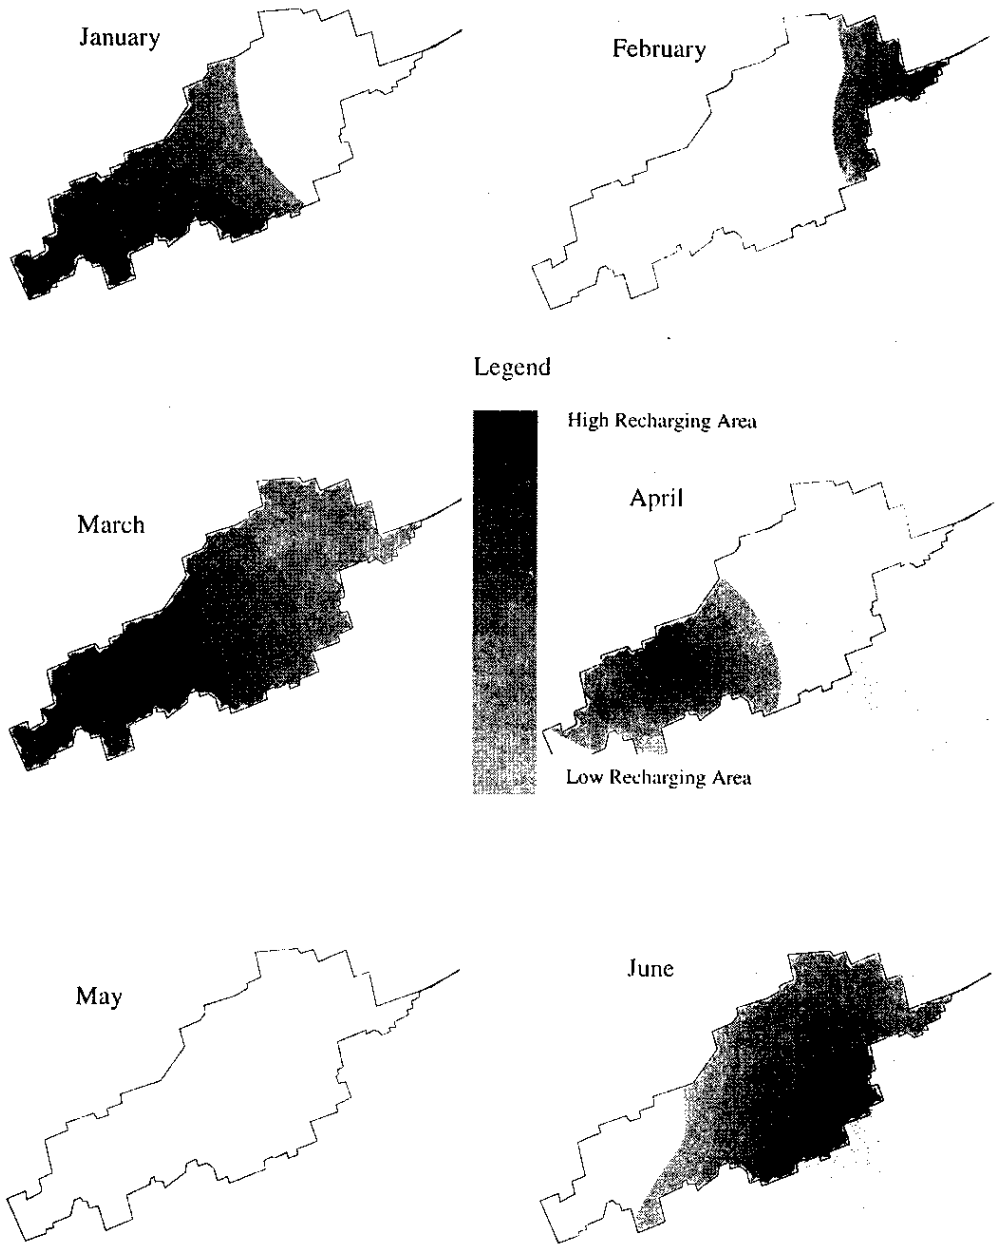 January
February
Legend
High Recharging Area
March
April
Low Recharging Area
May
June